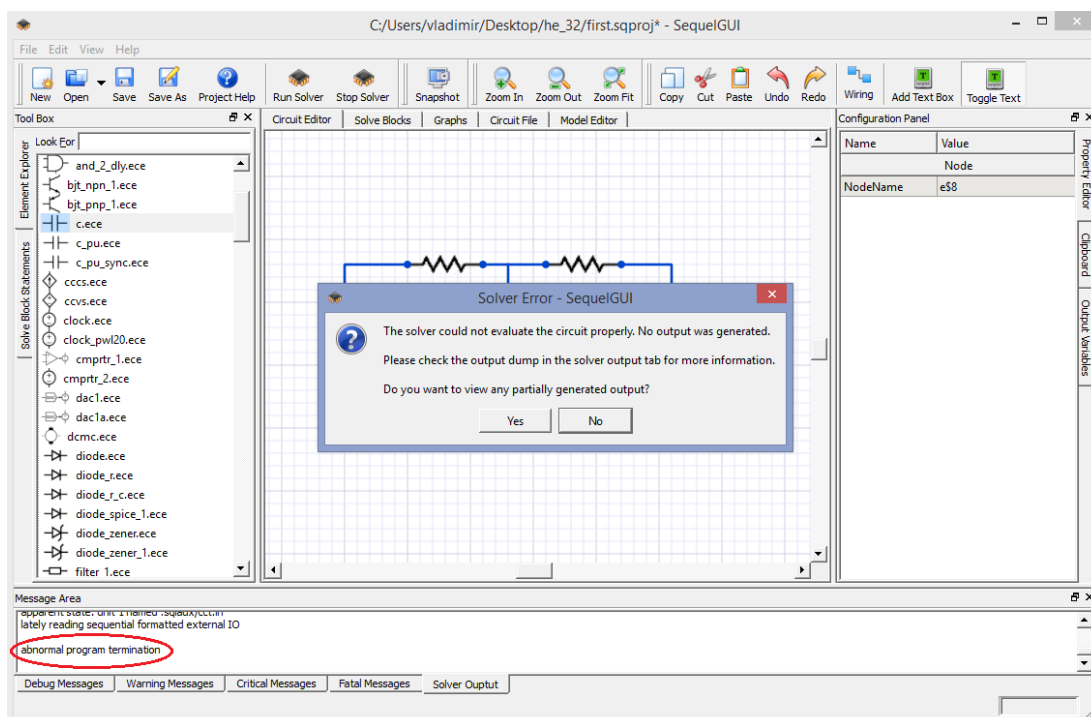 C:/Users/vladimir/Desktop/he_32/first.sqproj* - SequelGUI
File Edit View Help
New Open Save Save As Project Help Run Solver Stop Solver Snapshot Zoom In Zoom Out Zoom Fit Copy Cut Paste Undo Redo Wiring Add Text Box Toggle Text
Tool Box
Look For
Element Explorer
Solve Block Statements
and_2_dly.ece
bjt_npn_1.ece
bjt_pnp_1.ece
c.ece
c_pu.ece
c_pu_sync.ece
cccs.ece
ccvs.ece
clock.ece
clock_pwl20.ece
cmprtr_1.ece
cmprtr_2.ece
dac1.ece
dac1a.ece
dcmc.ece
diode.ece
diode_r.ece
diode_r_c.ece
diode_spice_1.ece
diode_zener.ece
diode_zener_1.ece
filter 1.ece
Circuit Editor Solve Blocks Graphs Circuit File Model Editor
Solver Error - SequelGUI
The solver could not evaluate the circuit properly. No output was generated.
Please check the output dump in the solver output tab for more information.
Do you want to view any partially generated output?
Yes No
Configuration Panel
Name Value
Node
NodeName e$8
Property Editor
Clipboard
Output Variables
Message Area
apparent state: unit 1 named .sqlaux/cct.in
lately reading sequential formatted external IO
abnormal program termination
Debug Messages Warning Messages Critical Messages Fatal Messages Solver Ouptut